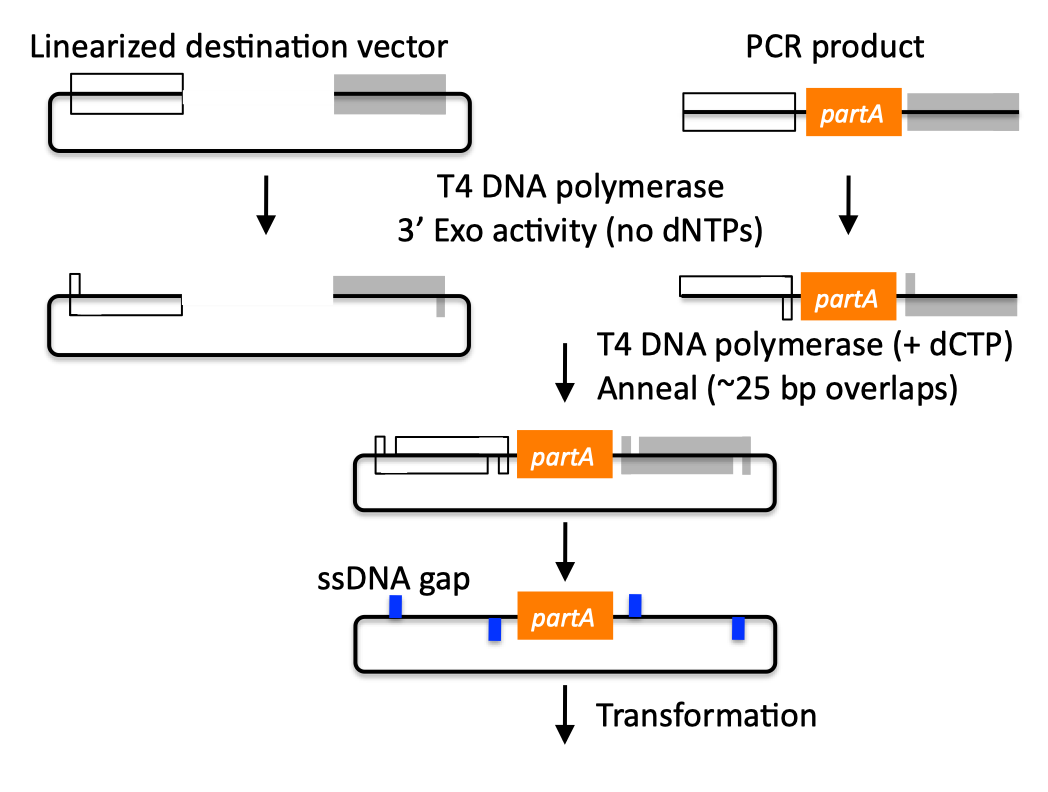 Linearized destination vector
PCR product
partA
T4 DNA polymerase
3’ Exo activity (no dNTPs)
partA
T4 DNA polymerase (+ dCTP)
Anneal (~25 bp overlaps)
partA
ssDNA gap
partA
Transformation